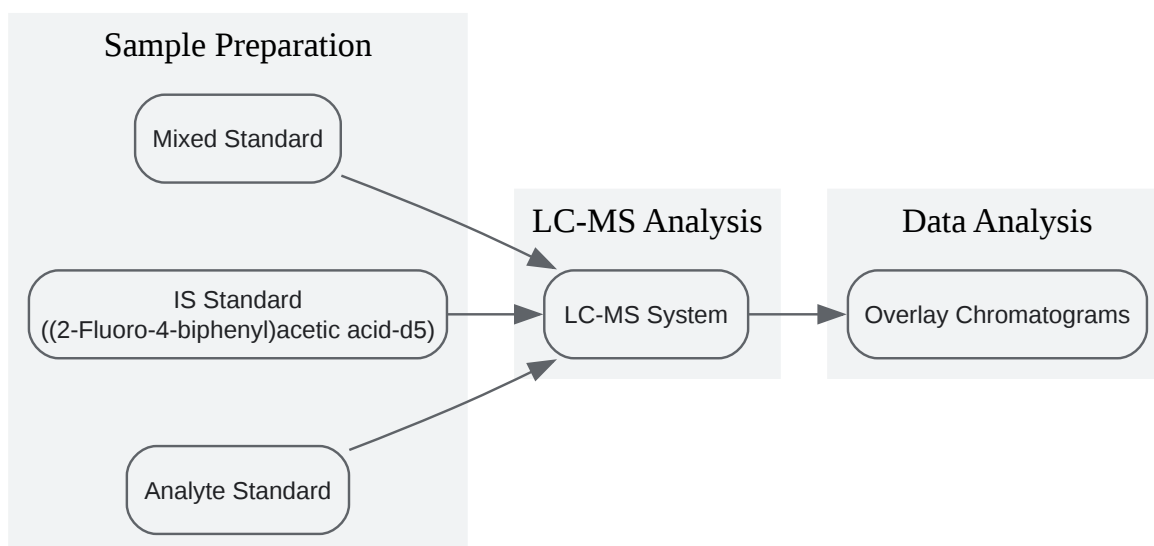 Sample Preparation
Mixed Standard
IS Standard
((2-Fluoro-4-biphenyl)acetic acid-d5)
Analyte Standard
LC-MS Analysis
LC-MS System
Data Analysis
Overlay Chromatograms